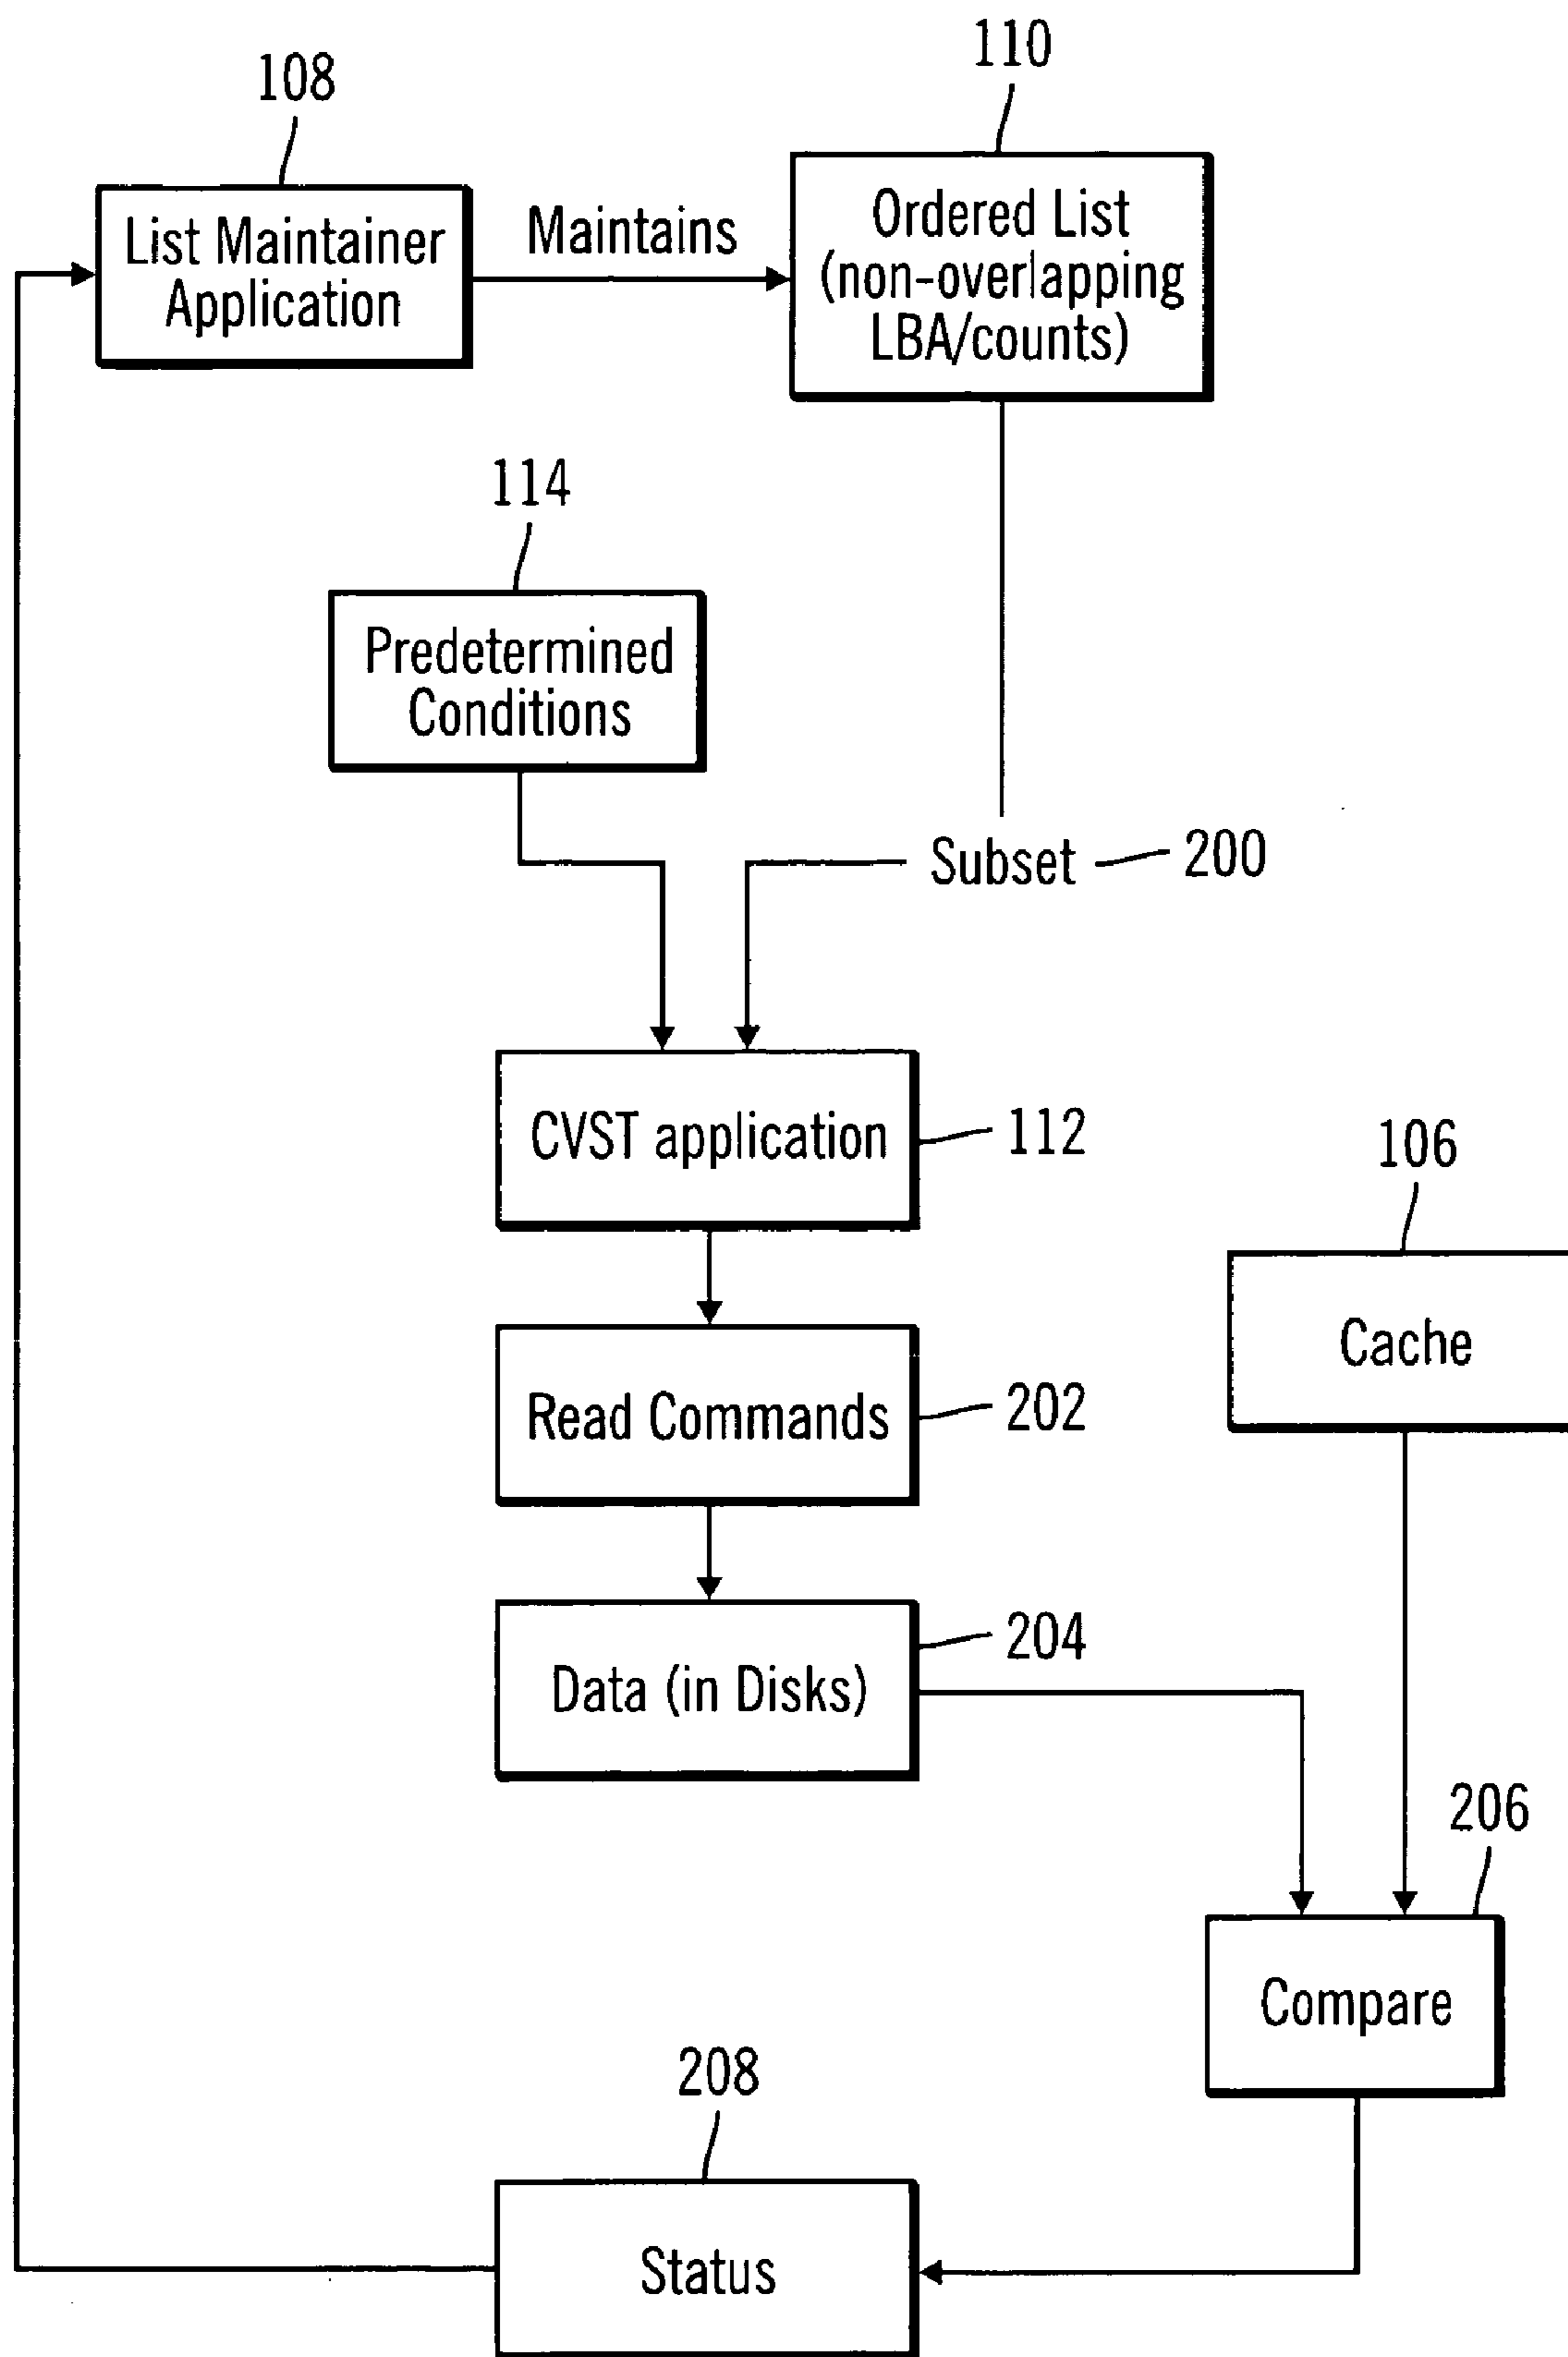 110
108
List Maintainer
Application
Maintains
Ordered List
(non-overlapping
LBA/counts)
114
Predetermined
Conditions
Subset
200
CVST application
112
106
Cache
Read Commands
202
204
Data (in Disks)
206
Compare
208
Status